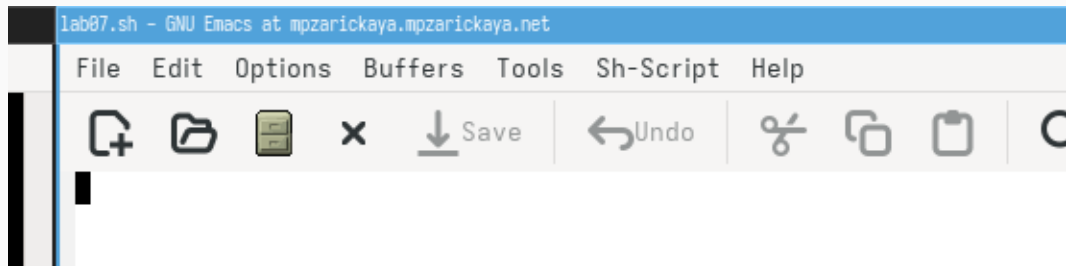 lab07.sh - GNU Emacs at mpzarickaya.mpzarickaya.net
File Edit Options Buffers Tools Sh-Script Help
Save Undo